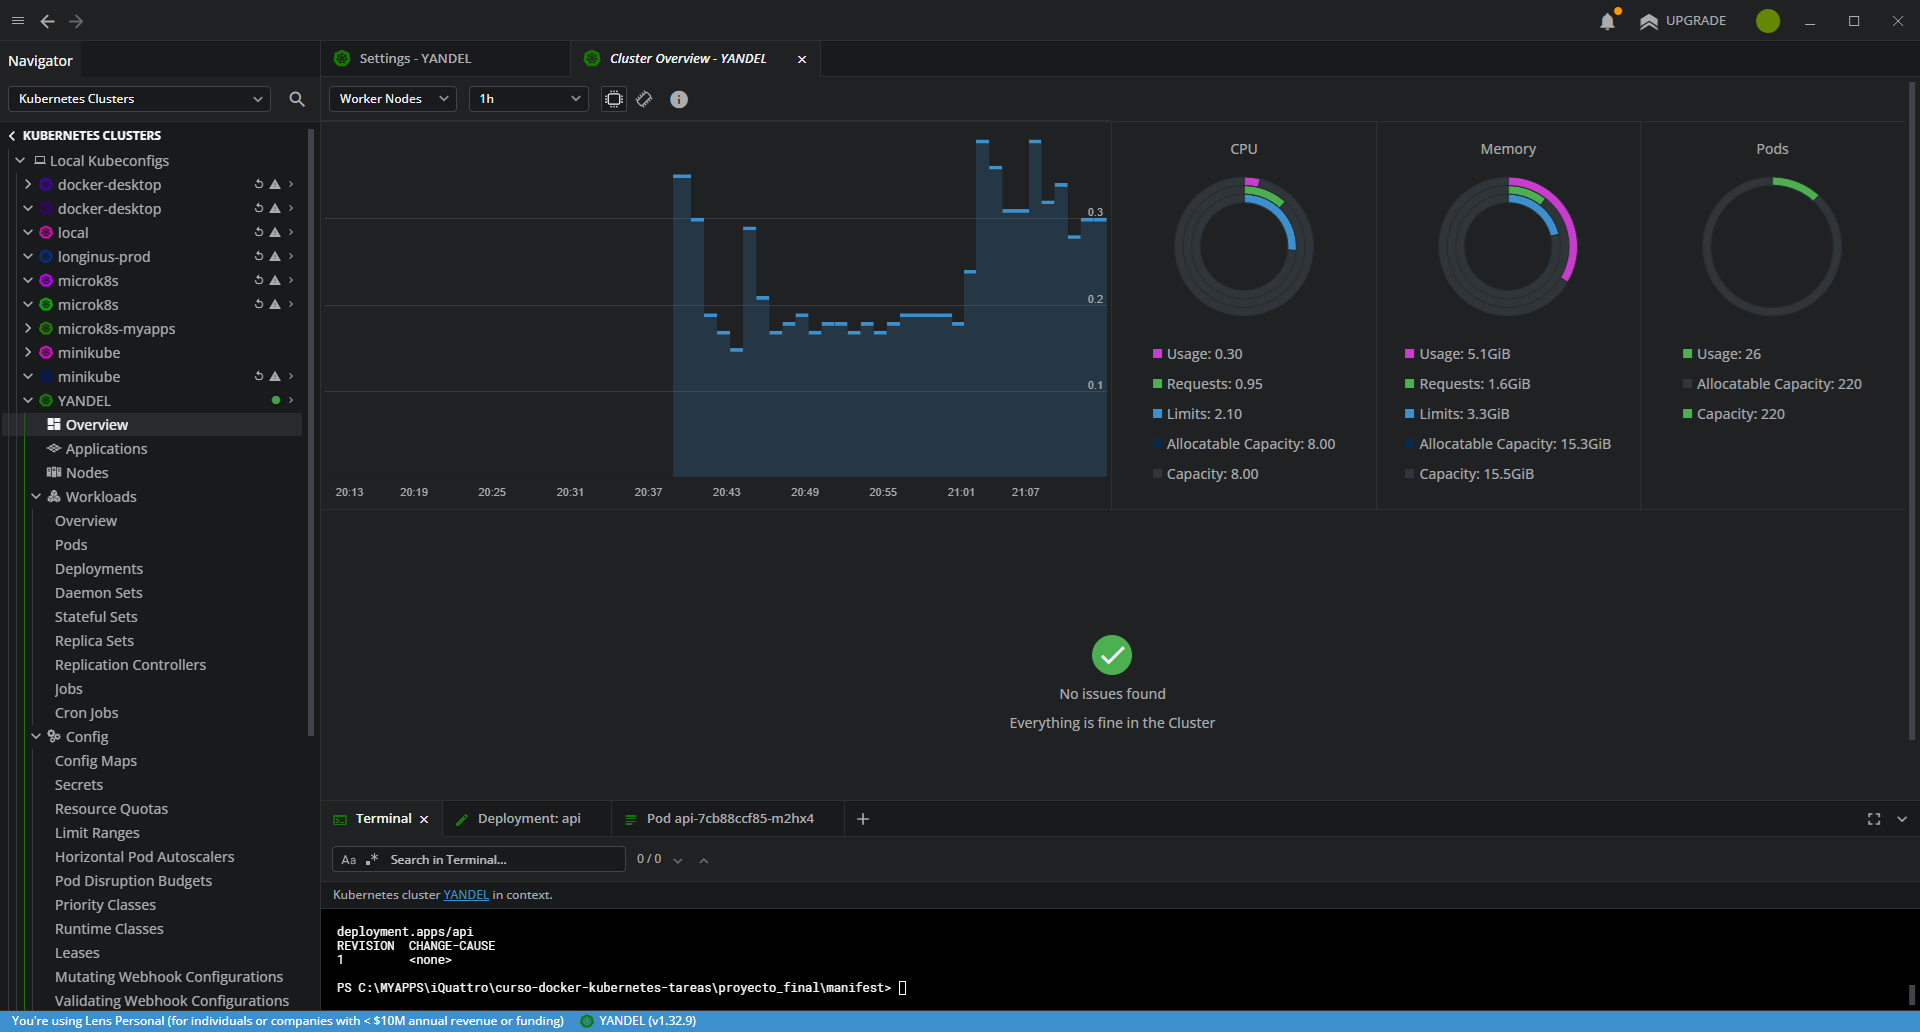 UPGRADE
Navigator
Settings - YANDEL
Cluster Overview - YANDEL
Kubernetes Clusters
Worker Nodes
1h
KUBERNETES CLUSTERS
Local Kubeconfigs
docker-desktop
docker-desktop
local
longinus-prod
microk8s
microk8s
microk8s-myapps
minikube
minikube
YANDEL
Overview
Applications
Nodes
Workloads
Overview
Pods
Deployments
Daemon Sets
Stateful Sets
Replica Sets
Replication Controllers
Jobs
Cron Jobs
Config
Config Maps
Secrets
Resource Quotas
Limit Ranges
Horizontal Pod Autoscalers
Pod Disruption Budgets
Priority Classes
Runtime Classes
Leases
Mutating Webhook Configurations
Validating Webhook Configurations
0.3
0.2
0.1
20:13 20:19 20:25 20:31 20:37 20:43 20:49 20:55 21:01 21:07
CPU
Usage: 0.30
Requests: 0.95
Limits: 2.10
Allocatable Capacity: 8.00
Capacity: 8.00
Memory
Usage: 5.1GiB
Requests: 1.6GiB
Limits: 3.3GiB
Allocatable Capacity: 15.3GiB
Capacity: 15.5GiB
Pods
Usage: 26
Allocatable Capacity: 220
Capacity: 220
No issues found
Everything is fine in the Cluster
Terminal
Deployment: api
Pod api-7cb88ccf85-m2hx4
Aa .* Search in Terminal...
0 / 0
Kubernetes cluster YANDEL in context.
deployment.apps/api
REVISION CHANGE-CAUSE
1 <none>
PS C:\MYAPPS\iQuattro\curso-docker-kubernetes-tareas\proyecto_final\manifest>
You're using Lens Personal (for individuals or companies with < $10M annual revenue or funding)
YANDEL (v1.32.9)